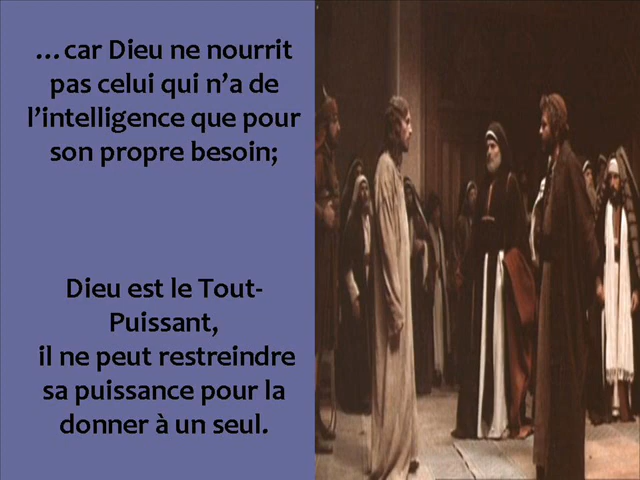 …car Dieu ne nourrit
pas celui qui n’a de
l’intelligence que pour
son propre besoin;
Dieu est le Tout-
Puissant,
il ne peut restreindre
sa puissance pour la
donner à un seul.